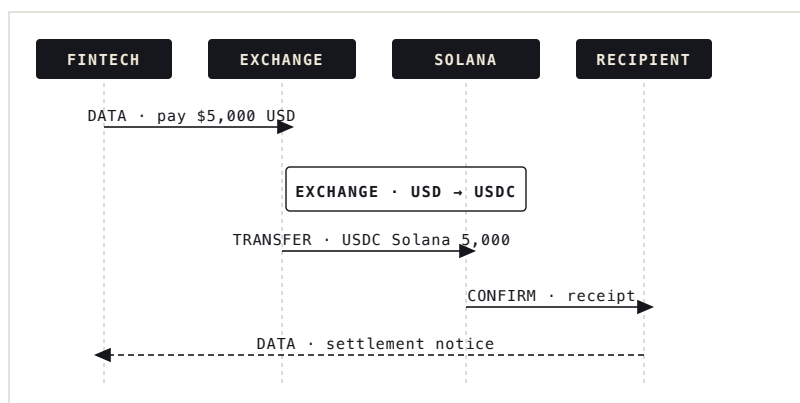 FINTECH
EXCHANGE
SOLANA
RECIPIENT
DATA · pay $5,000 USD
EXCHANGE · USD → USDC
TRANSFER · USDC Solana 5,000
CONFIRM · receipt
DATA · settlement notice